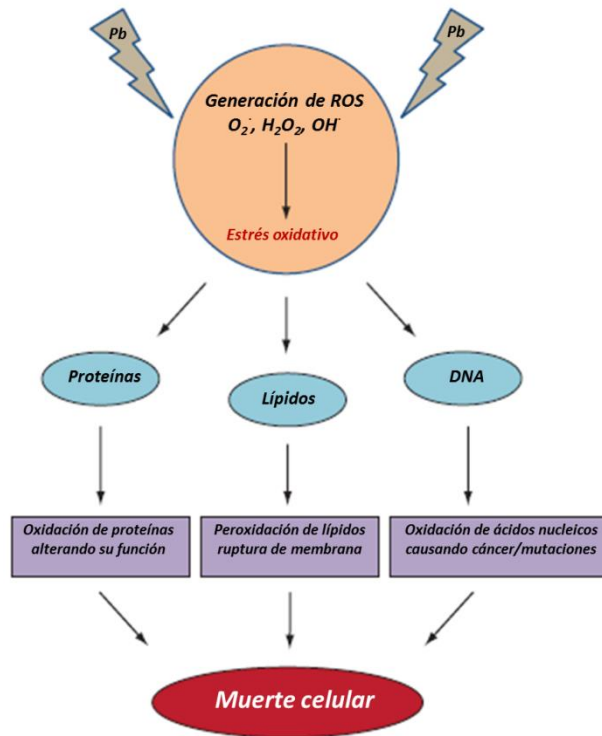 Pb
Pb
Generación de ROS
O₂˙, H₂O₂, OH˙
Estrés oxidativo
Proteínas
Lípidos
DNA
Oxidación de proteínas
alterando su función
Peroxidación de lípidos
ruptura de membrana
Oxidación de ácidos nucleicos
causando cáncer/mutaciones
Muerte celular